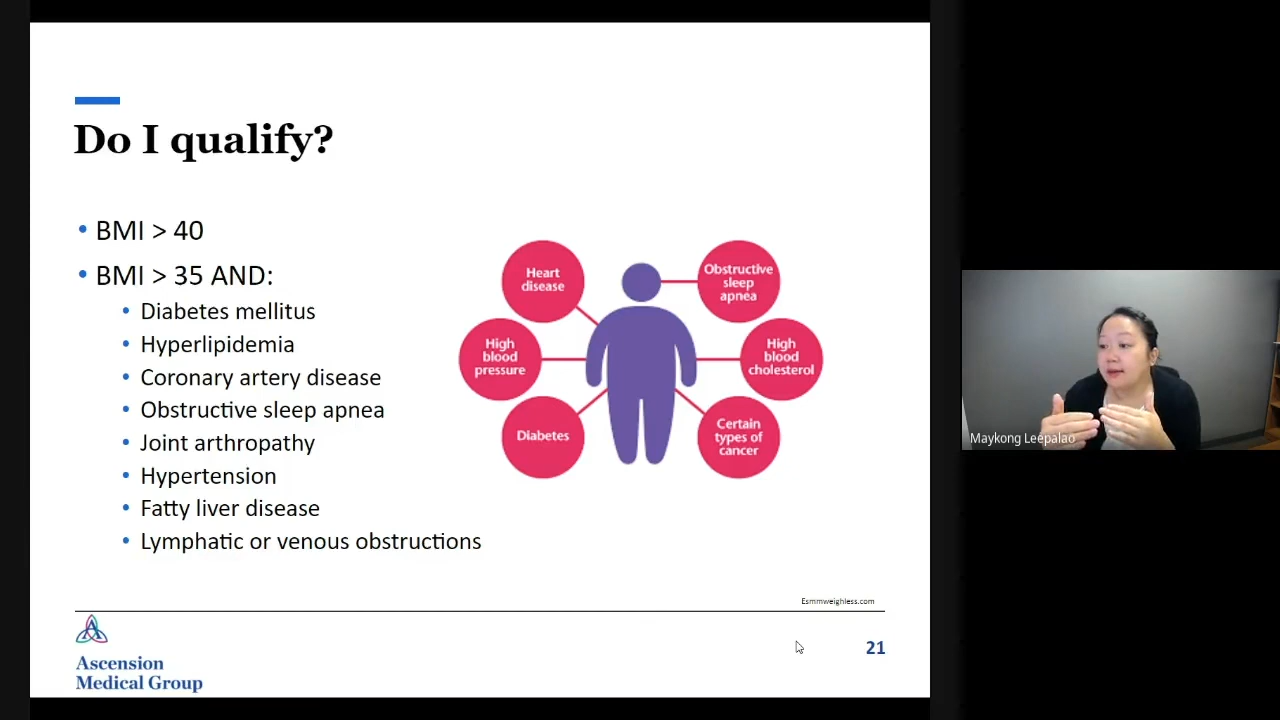 Do I qualify?
• BMI > 40
• BMI > 35 AND:
• Diabetes mellitus
• Hyperlipidemia
• Coronary artery disease
• Obstructive sleep apnea
• Joint arthropathy
• Hypertension
• Fatty liver disease
• Lymphatic or venous obstructions
Heart
disease
High
blood
pressure
Diabetes
Obstructive
sleep
apnea
High
blood
cholesterol
Certain
types of
cancer
Esmmweighless.com
Ascension
Medical Group
21
Maykong Leepalao